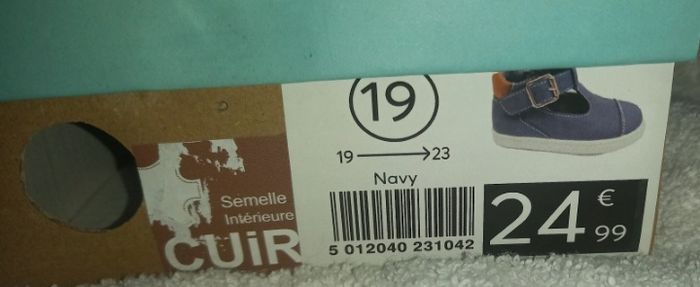 19
19 → 23
Navy
Semelle
Intérieure
CUiR
5 012040 231042
24 € 99